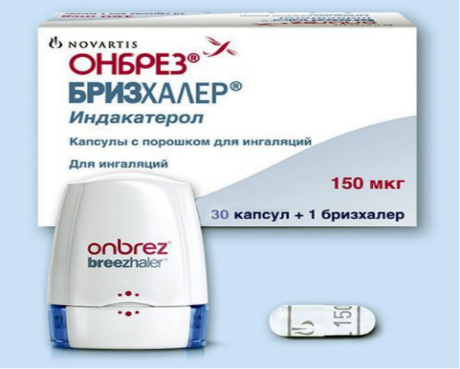 NOVARTIS
ОНБРЕЗ®
БРИЗХАЛЕР®
Индакатерол
Капсулы с порошком для ингаляций
Для ингаляций
150 мкг
30 капсул + 1 бризхалер
onbrez®
breezhaler®
150